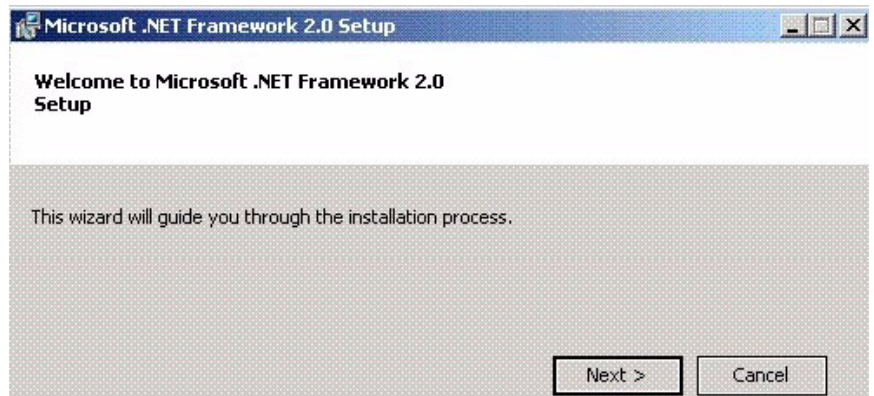 Microsoft .NET Framework 2.0 Setup
Welcome to Microsoft .NET Framework 2.0
Setup
This wizard will guide you through the installation process.
Next > Cancel